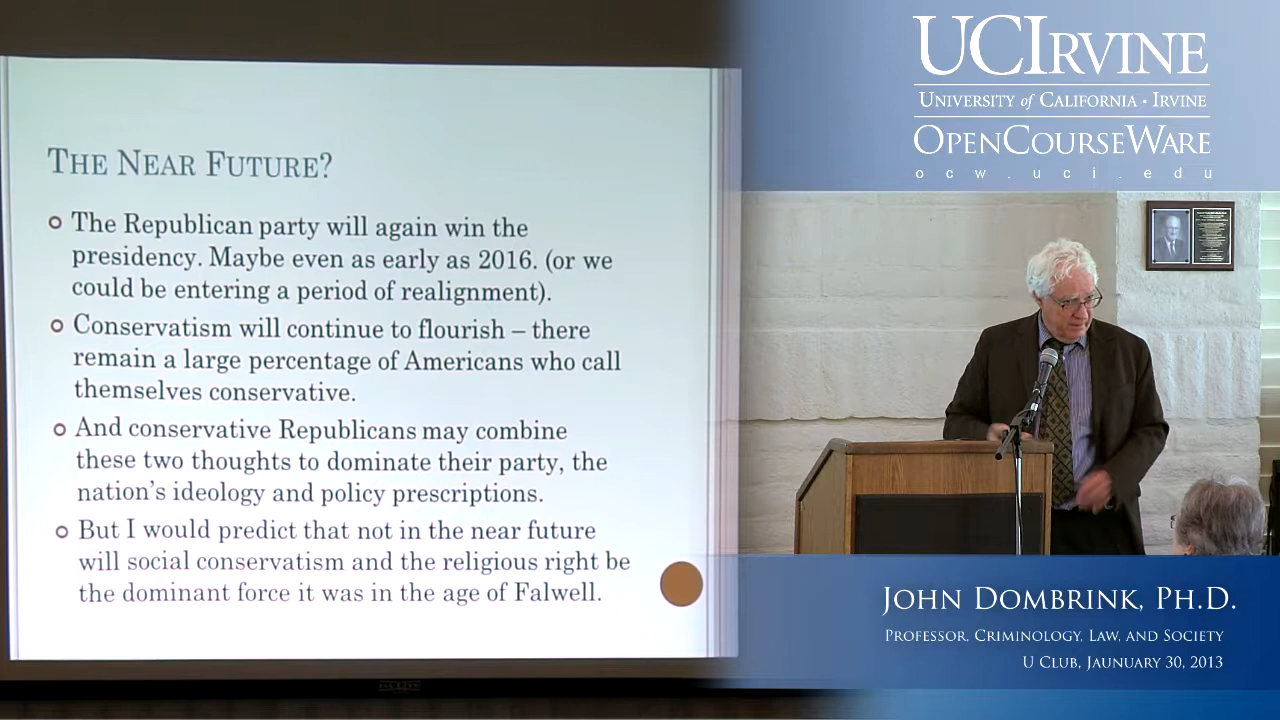 THE NEAR FUTURE?
The Republican party will again win the
presidency. Maybe even as early as 2016. (or we
could be entering a period of realignment).
Conservatism will continue to flourish – there
remain a large percentage of Americans who call
themselves conservative.
And conservative Republicans may combine
these two thoughts to dominate their party, the
nation's ideology and policy prescriptions.
But I would predict that not in the near future
will social conservatism and the religious right be
the dominant force it was in the age of Falwell.
UCIRVINE
UNIVERSITY of CALIFORNIA • IRVINE
OPENCOURSEWARE
ocw.uci.edu
JOHN DOMBRINK, PH.D.
PROFESSOR, CRIMINOLOGY, LAW, AND SOCIETY
U CLUB, JAUNUARY 30, 2013